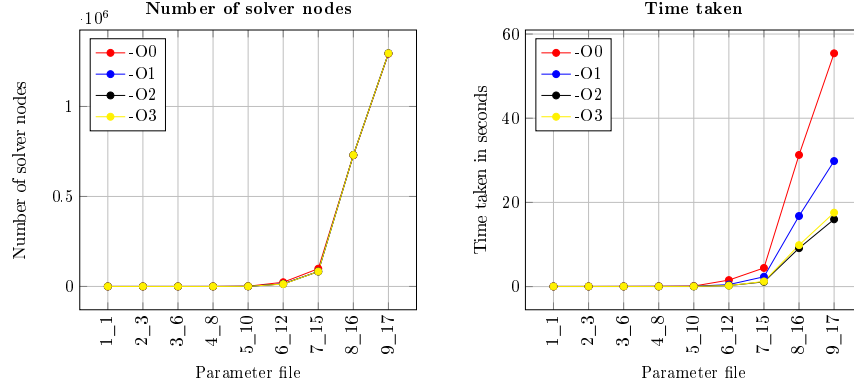 Number of solver nodes
·10^6
-O0
-O1
-O2
-O3
1
0.5
0
Number of solver nodes
1_1
2_3
3_6
4_8
5_10
6_12
7_15
8_16
9_17
Parameter file
Time taken
-O0
-O1
-O2
-O3
60
40
20
0
Time taken in seconds
1_1
2_3
3_6
4_8
5_10
6_12
7_15
8_16
9_17
Parameter file